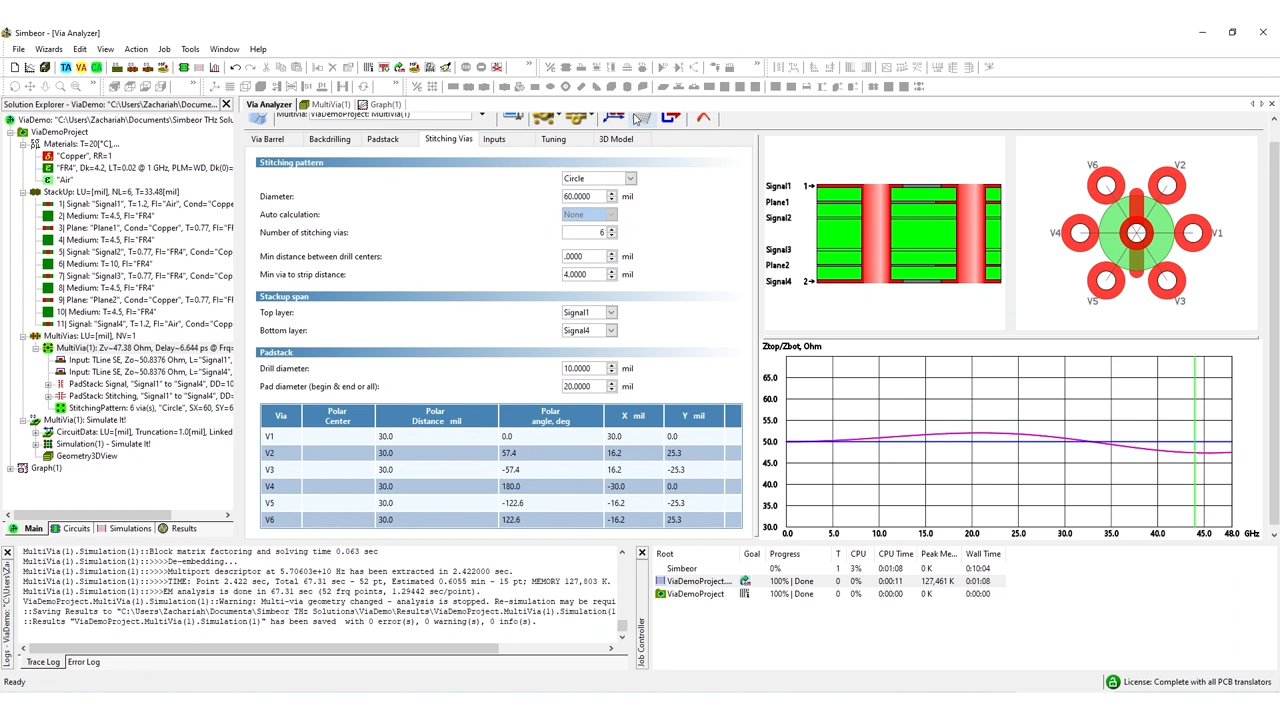 Simbeor - [Via Analyzer]
File Wizards Edit View Action Job Tools Window Help
TA VA CA
Solution Explorer - ViaDemo: "C:\Users\Zachariah\Docume...
ViaDemo: "C:\Users\Zachariah\Documents\Simbeor THz Solu
ViaDemoProject
Materials: T=20[°C],...
"Copper", RR=1
"FR4", Dk=4.2, LT=0.02 @ 1 GHz, PLM=WD, Dk(0)=
"Air"
StackUp: LU=[mil], NL=6, T=33.48[mil]
1) Signal: "Signal1", T=1.2, Fl="Air", Cond="Copp
2) Medium: T=4.5, Fl="FR4"
3) Plane: "Plane1", T=0.77, Fl="FR4", Cond="Copper"
4) Medium: T=4.5, Fl="FR4"
5) Signal: "Signal2", T=0.77, Fl="FR4", Cond="Co
6) Medium: T=10, Fl="FR4"
7) Signal: "Signal3", T=0.77, Fl="FR4", Cond="Co
8) Medium: T=4.5, Fl="FR4"
9) Plane: "Plane2", T=0.77, Fl="FR4", Cond="Copper"
10) Medium: T=4.5, Fl="FR4"
11) Signal: "Signal4", T=1.2, Fl="Air", Cond="Copp
MultiVias: LU=[mil], NV=1
MultiVia(1), Zv~47.38 Ohm, Delay~6.644 ps @ Frq=
Input: TLine SE, Zo~50.8376 Ohm, L="Signal1",
Input: TLine SE, Zo~50.8376 Ohm, L="Signal4",
PadStack: Signal, "Signal1" to "Signal4", DD=10
PadStack: Stitching, "Signal1" to "Signal4", DD=
StitchingPattern: 6 via(s), "Circle", SX=60, SY=6
MultiVia(1): Simulate It!
CircuitData: LU=[mil], Truncation=1.0[mil], Linked
Simulation(1) - Simulate It!
Geometry3DView
Graph(1)
Main Circuits Simulations Results
Via Analyzer MultiVia(1) Graph(1)
MultiVia: ViaDemoProject: MultiVia(1)
Via Barrel Backdrilling Padstack Stitching Vias Inputs Tuning 3D Model
Stitching pattern
Circle
Diameter: 60.0000 mil
Auto calculation: None
Number of stitching vias: 6
Min distance between drill centers: .0000 mil
Min via to strip distance: 4.0000 mil
Stackup span
Top layer: Signal1
Bottom layer: Signal4
Padstack
Drill diameter: 10.0000 mil
Pad diameter (begin & end or all): 20.0000 mil
Via Polar Center Polar Distance mil Polar angle, deg X mil Y mil
V1 30.0 0.0 30.0 0.0
V2 30.0 57.4 16.2 25.3
V3 30.0 -57.4 16.2 -25.3
V4 30.0 180.0 -30.0 0.0
V5 30.0 -122.6 -16.2 -25.3
V6 30.0 122.6 -16.2 25.3
Signal1 1
Plane1
Signal2
Signal3
Plane2
Signal4 2
V6 V2
V4 V1
V5 V3
Ztop/Zbot, Ohm
65.0
60.0
55.0
50.0
45.0
40.0
35.0
30.0
0.0 5.0 10.0 15.0 20.0 25.0 30.0 35.0 40.0 48.0 GHz
MultiVia(1).Simulation(1)::Block matrix factoring and solving time 0.063 sec
MultiVia(1).Simulation(1)::>>>>De-embedding...
MultiVia(1).Simulation(1)::>>>>Multiport descriptor at 5.70603e+10 Hz has been extracted in 2.422000 sec.
MultiVia(1).Simulation(1)::>>>>TIME: Point 2.422 sec, Total 67.31 sec - 52 pt, Estimated 0.6055 min - 15 pt; MEMORY 127,803 K.
MultiVia(1).Simulation(1)::>>>EM analysis is done in 67.31 sec (52 frq points, 1.29442 sec/point).
ViaDemoProject.MultiVia(1).Simulation(1)::Warning: Multi-via geometry changed - analysis is stopped. Re-simulation may be requi
::Saving Results to "C:\Users\Zachariah\Documents\Simbeor THz Solutions\ViaDemo\Results\ViaDemoProject.MultiVia(1).Simulation(1
::Results "ViaDemoProject.MultiVia(1).Simulation(1)" has been saved with 0 error(s), 0 warning(s), 0 info(s).
Logs - ViaDemo: "C:\Us
Trace Log Error Log
Job Controller
Root Goal Progress T CPU CPU Time Peak Me... Wall Time
Simbeor 0% 1 3% 0:01:08 0 K 0:10:04
ViaDemoProject.... 100% | Done 0 0% 0:00:11 127,461 K 0:01:08
ViaDemoProject 100% | Done 0 0% 0:00:00 0 K 0:00:00
Ready
License: Complete with all PCB translators